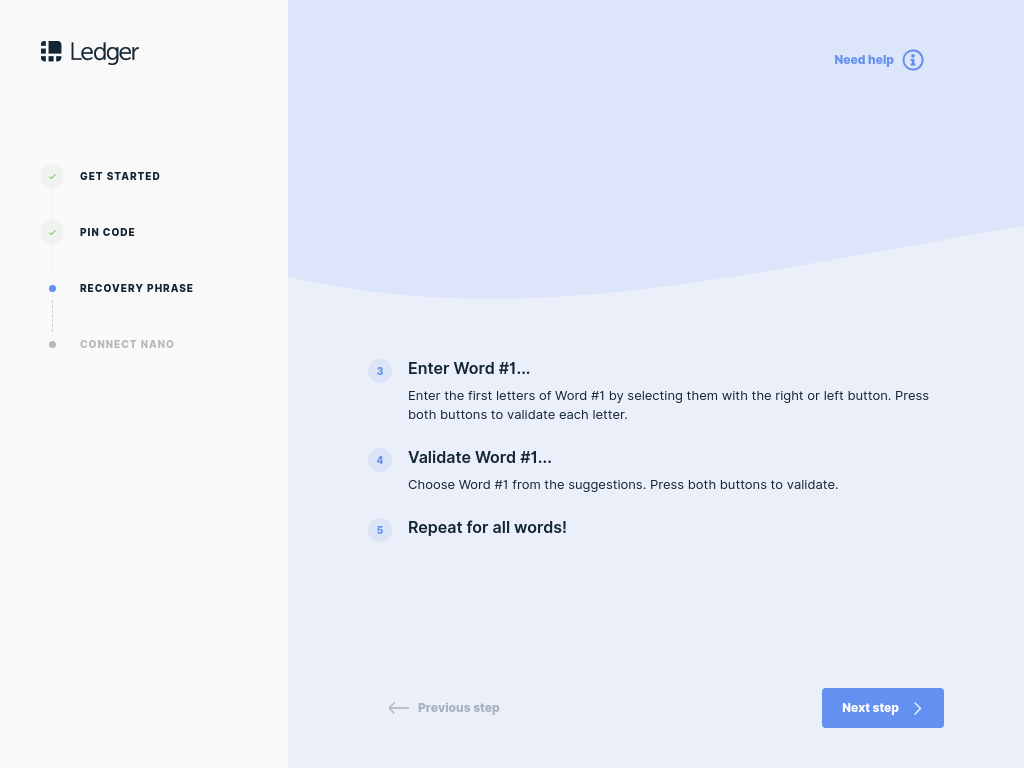 Ledger
Need help
GET STARTED
PIN CODE
RECOVERY PHRASE
CONNECT NANO
3
Enter Word #1...
Enter the first letters of Word #1 by selecting them with the right or left button. Press
both buttons to validate each letter.
4
Validate Word #1...
Choose Word #1 from the suggestions. Press both buttons to validate.
5
Repeat for all words!
Previous step
Next step